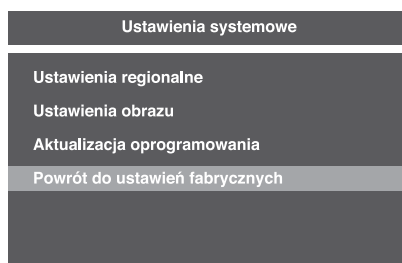 Ustawienia systemowe
Ustawienia regionalne
Ustawienia obrazu
Aktualizacja oprogramowania
Powrót do ustawień fabrycznych